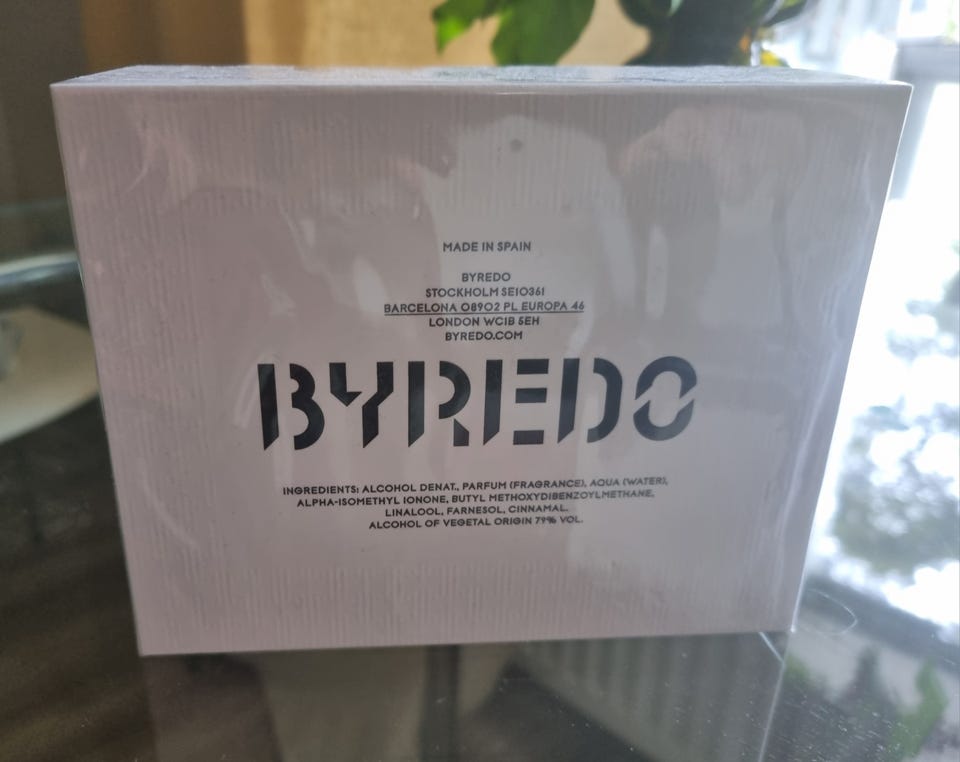 MADE IN SPAIN
BYREDO
STOCKHOLM SE10361
BARCELONA 08902 PL. EUROPA 46
LONDON WC1B 5EH
BYREDO.COM
BYREDO
INGREDIENTS: ALCOHOL DENAT., PARFUM (FRAGRANCE), AQUA (WATER),
ALPHA-ISOMETHYL IONONE, BUTYL METHOXYDIBENZOYLMETHANE,
LINALOOL, FARNESOL, CINNAMAL.
ALCOHOL OF VEGETAL ORIGIN 79% VOL.